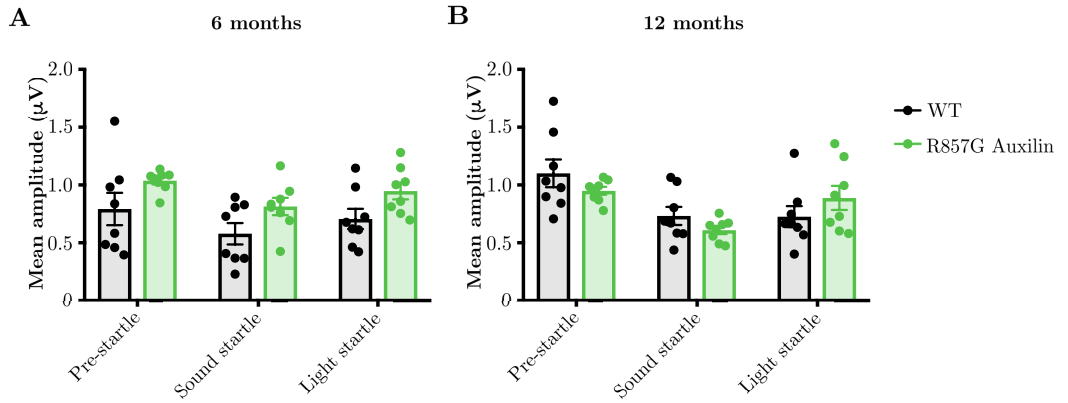 A
6 months
Mean amplitude (μV)
2.0
1.5
1.0
0.5
0
Pre-startle
Sound startle
Light startle
B
12 months
Mean amplitude (μV)
2.0
1.5
1.0
0.5
0
Pre-startle
Sound startle
Light startle
WT
R857G Auxilin